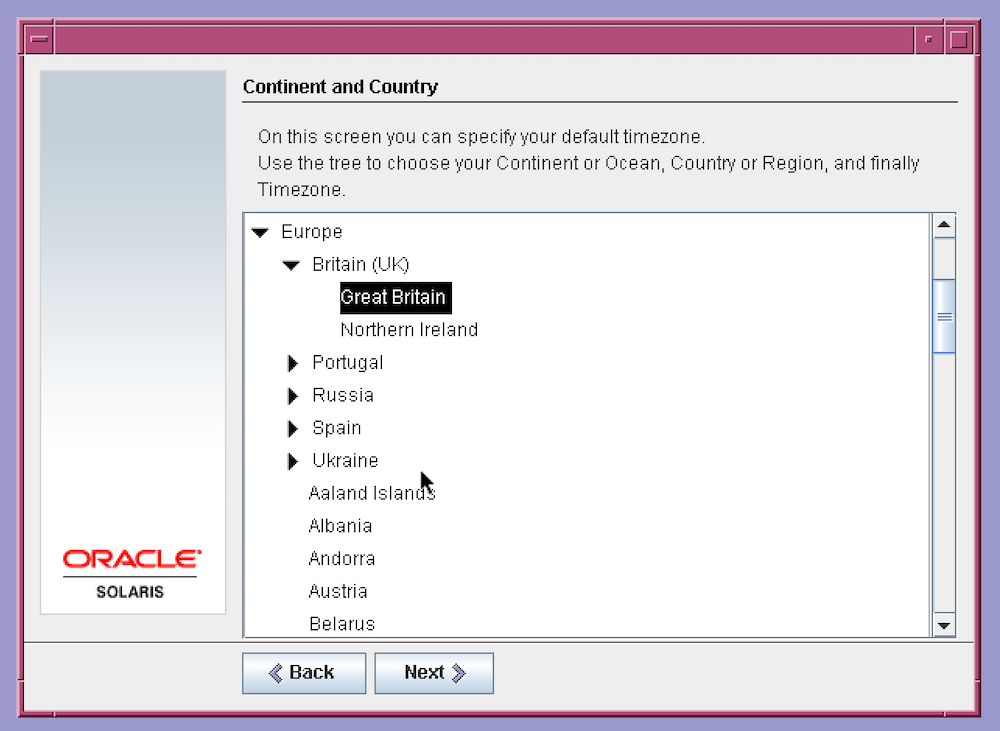 Continent and Country
On this screen you can specify your default timezone.
Use the tree to choose your Continent or Ocean, Country or Region, and finally
Timezone.
Europe
Britain (UK)
Great Britain
Northern Ireland
Portugal
Russia
Spain
Ukraine
Aaland Islands
Albania
Andorra
Austria
Belarus
ORACLE
SOLARIS
Back
Next